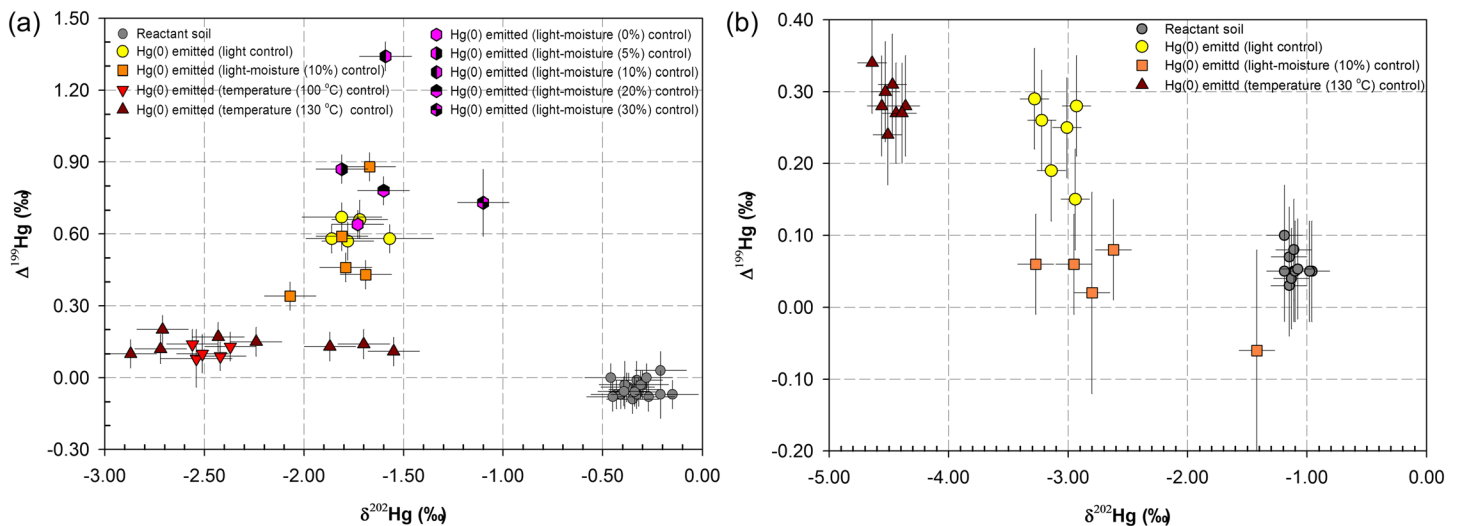 (a)
1.50
1.20
0.90
0.60
0.30
0.00
-0.30
Δ¹⁹⁹Hg (‰)
Reactant soil
Hg(0) emitted (light control)
Hg(0) emitted (light-moisture (10%) control)
Hg(0) emitted (temperature (100 °C) control)
Hg(0) emitted (temperature (130 °C) control)
Hg(0) emitted (light-moisture (0%) control)
Hg(0) emitted (light-moisture (5%) control)
Hg(0) emitted (light-moisture (10%) control)
Hg(0) emitted (light-moisture (20%) control)
Hg(0) emitted (light-moisture (30%) control)
-3.00 -2.50 -2.00 -1.50 -1.00 -0.50 0.00
δ²⁰²Hg (‰)
(b)
0.40
0.30
0.20
0.10
0.00
-0.10
-0.20
Δ¹⁹⁹Hg (‰)
Reactant soil
Hg(0) emittd (light control)
Hg(0) emittd (light-moisture (10%) control)
Hg(0) emittd (temperature (130 °C) control)
-5.00 -4.00 -3.00 -2.00 -1.00 0.00
δ²⁰²Hg (‰)